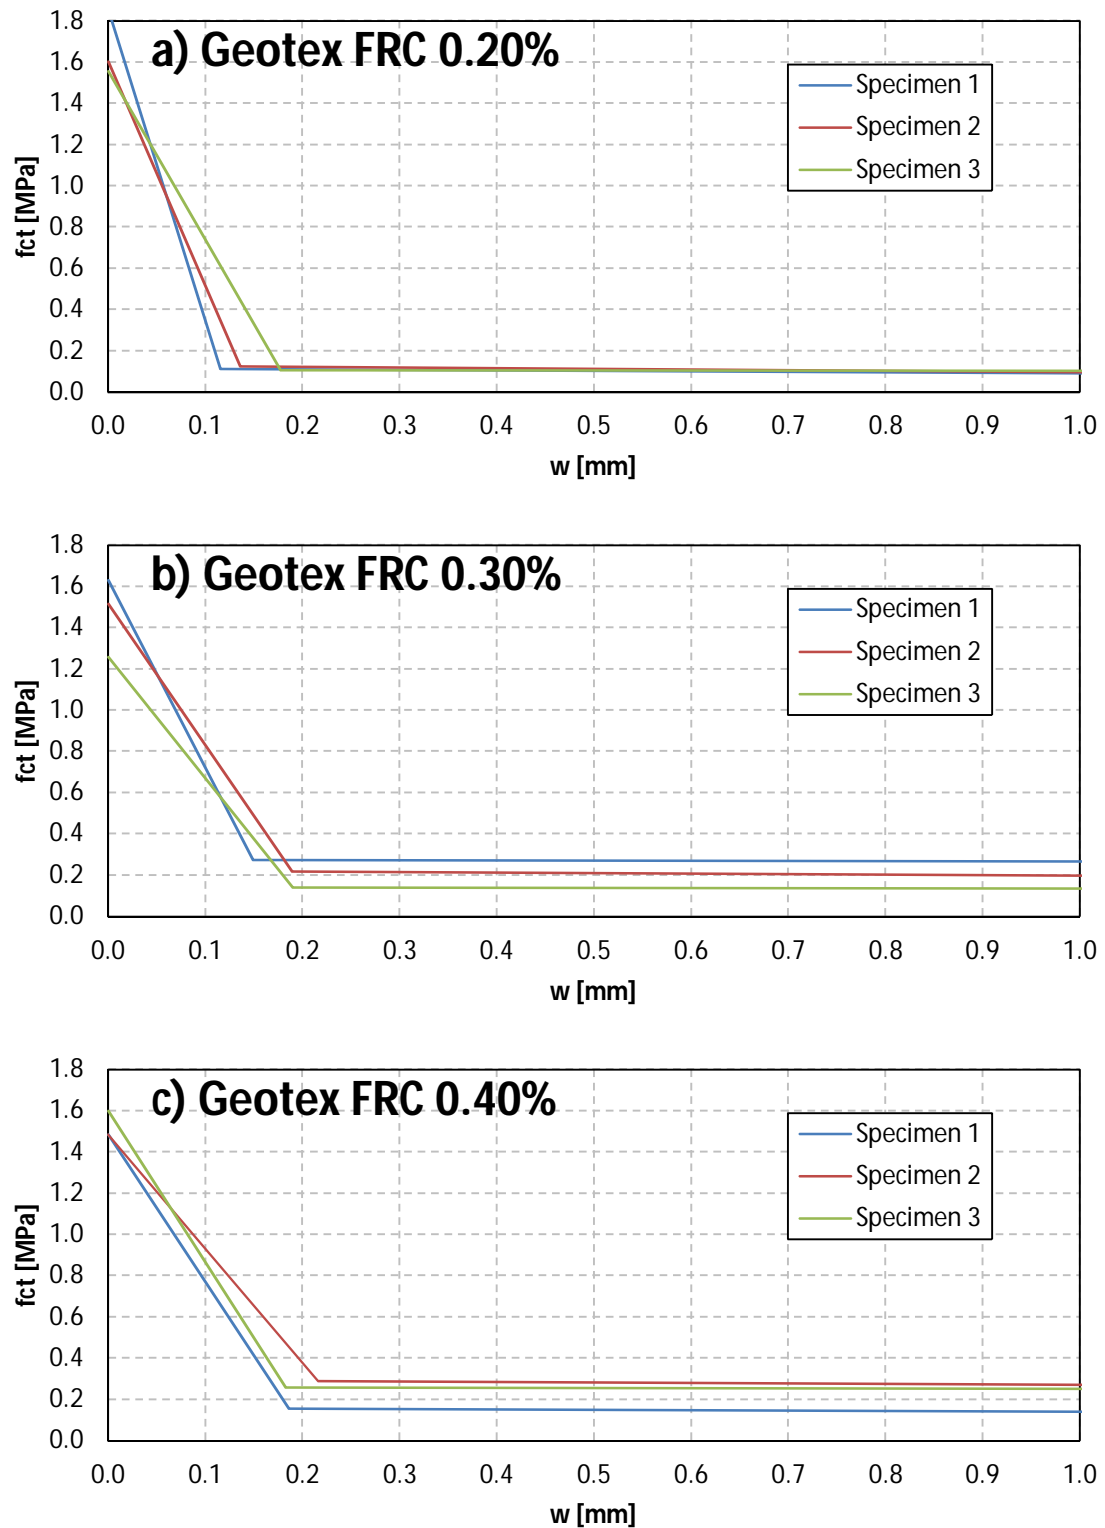 a) Geotex FRC 0.20%
fct [MPa]
1.8
1.6
1.4
1.2
1.0
0.8
0.6
0.4
0.2
0.0
Specimen 1
Specimen 2
Specimen 3
0.0 0.1 0.2 0.3 0.4 0.5 0.6 0.7 0.8 0.9 1.0
w [mm]
b) Geotex FRC 0.30%
fct [MPa]
1.8
1.6
1.4
1.2
1.0
0.8
0.6
0.4
0.2
0.0
Specimen 1
Specimen 2
Specimen 3
0.0 0.1 0.2 0.3 0.4 0.5 0.6 0.7 0.8 0.9 1.0
w [mm]
c) Geotex FRC 0.40%
fct [MPa]
1.8
1.6
1.4
1.2
1.0
0.8
0.6
0.4
0.2
0.0
Specimen 1
Specimen 2
Specimen 3
0.0 0.1 0.2 0.3 0.4 0.5 0.6 0.7 0.8 0.9 1.0
w [mm]